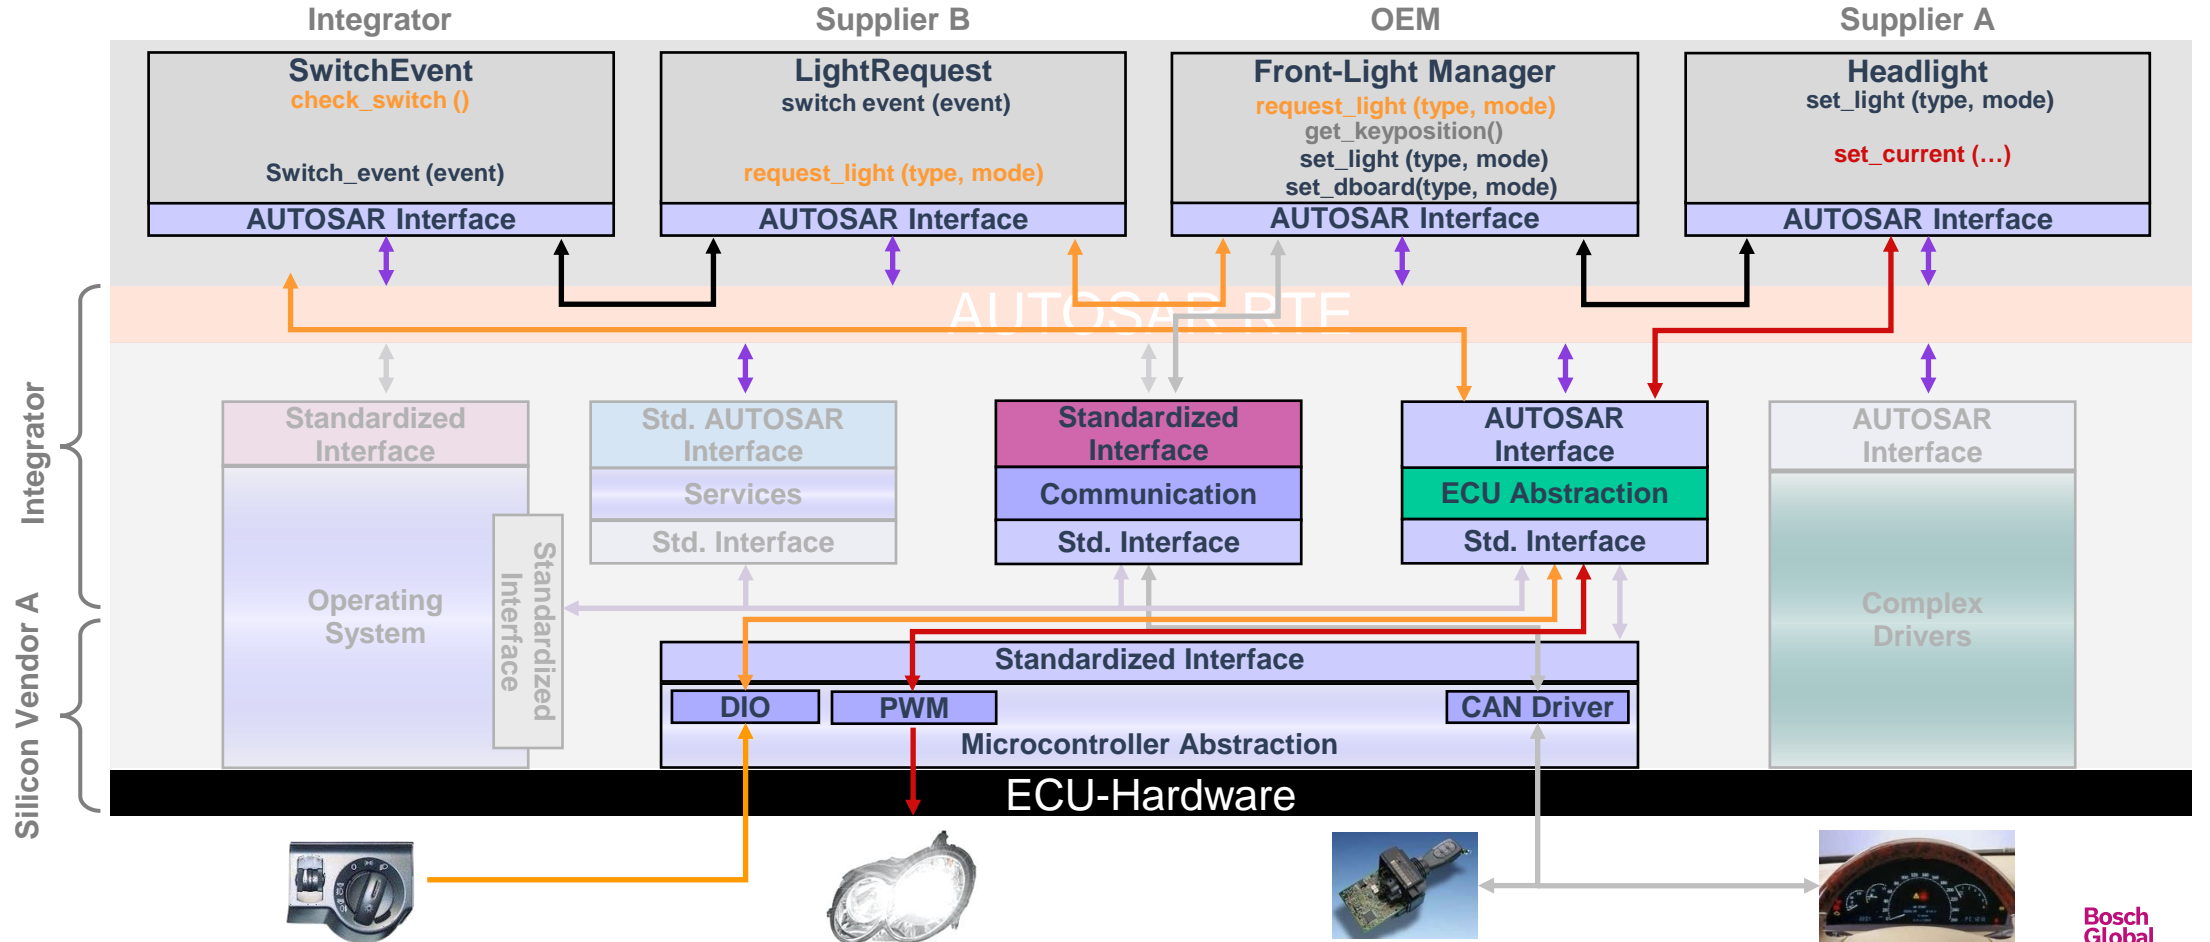 Integrator
Supplier B
OEM
Supplier A
SwitchEvent
check_switch ()
Switch_event (event)
AUTOSAR Interface
LightRequest
switch event (event)
request_light (type, mode)
AUTOSAR Interface
Front-Light Manager
request_light (type, mode)
get_keyposition()
set_light (type, mode)
set_dboard(type, mode)
AUTOSAR Interface
Headlight
set_light (type, mode)
set_current (…)
AUTOSAR Interface
AUTOSAR RTE
Integrator
Silicon Vendor A
Standardized
Interface
Operating
System
Standardized
Interface
Std. AUTOSAR
Interface
Services
Std. Interface
Standardized
Interface
Communication
Std. Interface
AUTOSAR
Interface
ECU Abstraction
Std. Interface
AUTOSAR
Interface
Complex
Drivers
Standardized Interface
DIO
PWM
CAN Driver
Microcontroller Abstraction
ECU-Hardware
Bosch
Global